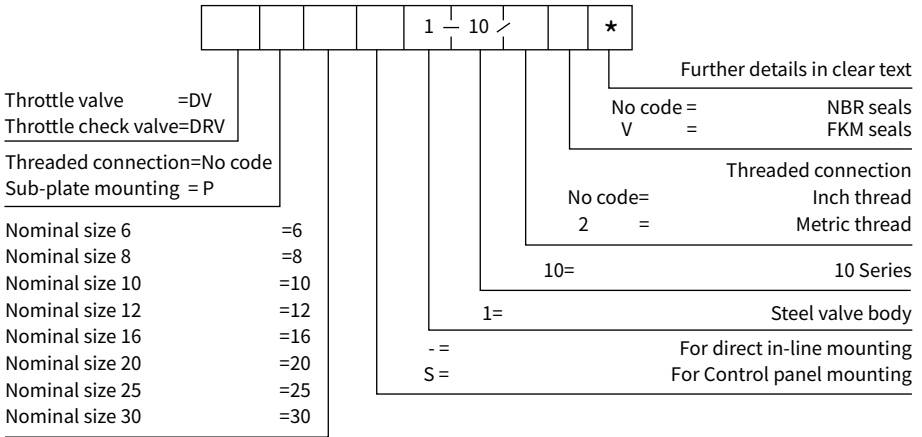 1 – 10 / *
Further details in clear text
Throttle valve =DV
Throttle check valve=DRV
No code = NBR seals
V = FKM seals
Threaded connection=No code
Sub-plate mounting = P
Threaded connection
No code= Inch thread
2 = Metric thread
Nominal size 6 =6
Nominal size 8 =8
Nominal size 10 =10
Nominal size 12 =12
Nominal size 16 =16
Nominal size 20 =20
Nominal size 25 =25
Nominal size 30 =30
10= 10 Series
1= Steel valve body
- = For direct in-line mounting
S = For Control panel mounting